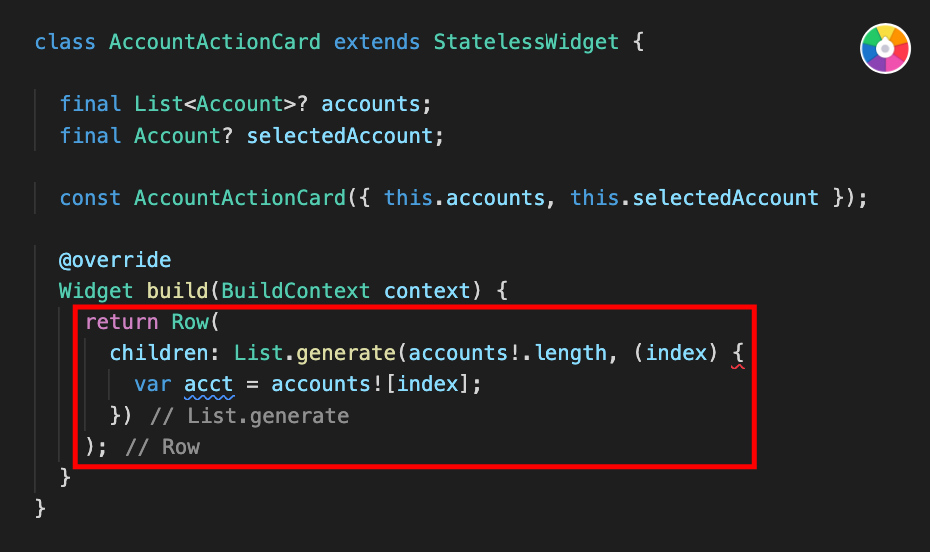 class AccountActionCard extends StatelessWidget {
final List<Account>? accounts;
final Account? selectedAccount;
const AccountActionCard({ this.accounts, this.selectedAccount });
@override
Widget build(BuildContext context) {
return Row(
children: List.generate(accounts!.length, (index) {
var acct = accounts![index];
}) // List.generate
); // Row
}
}